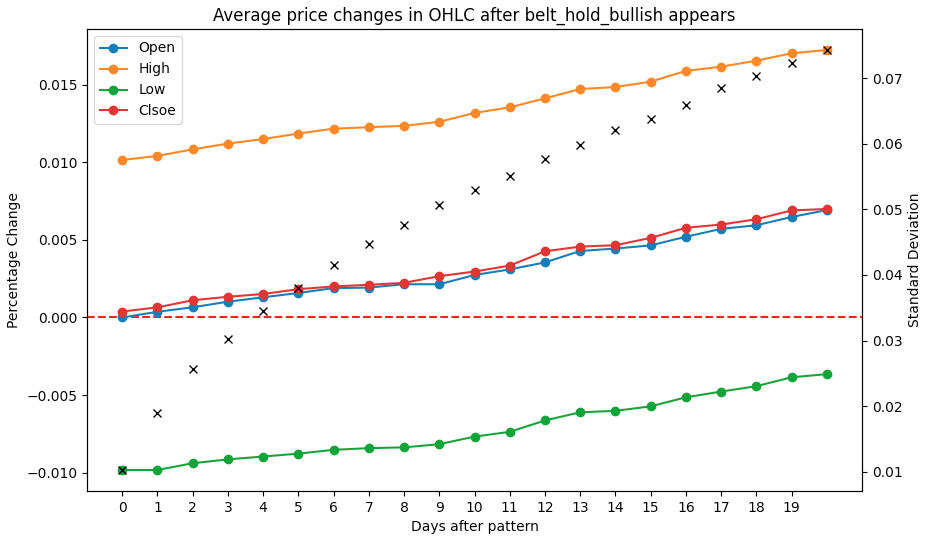 Average price changes in OHLC after belt_hold_bullish appears
Open
High
Low
Clsoe
Percentage Change
0.015
0.010
0.005
0.000
−0.005
−0.010
0.07
0.06
0.05
0.04
0.03
0.02
0.01
Standard Deviation
0 1 2 3 4 5 6 7 8 9 10 11 12 13 14 15 16 17 18 19
Days after pattern